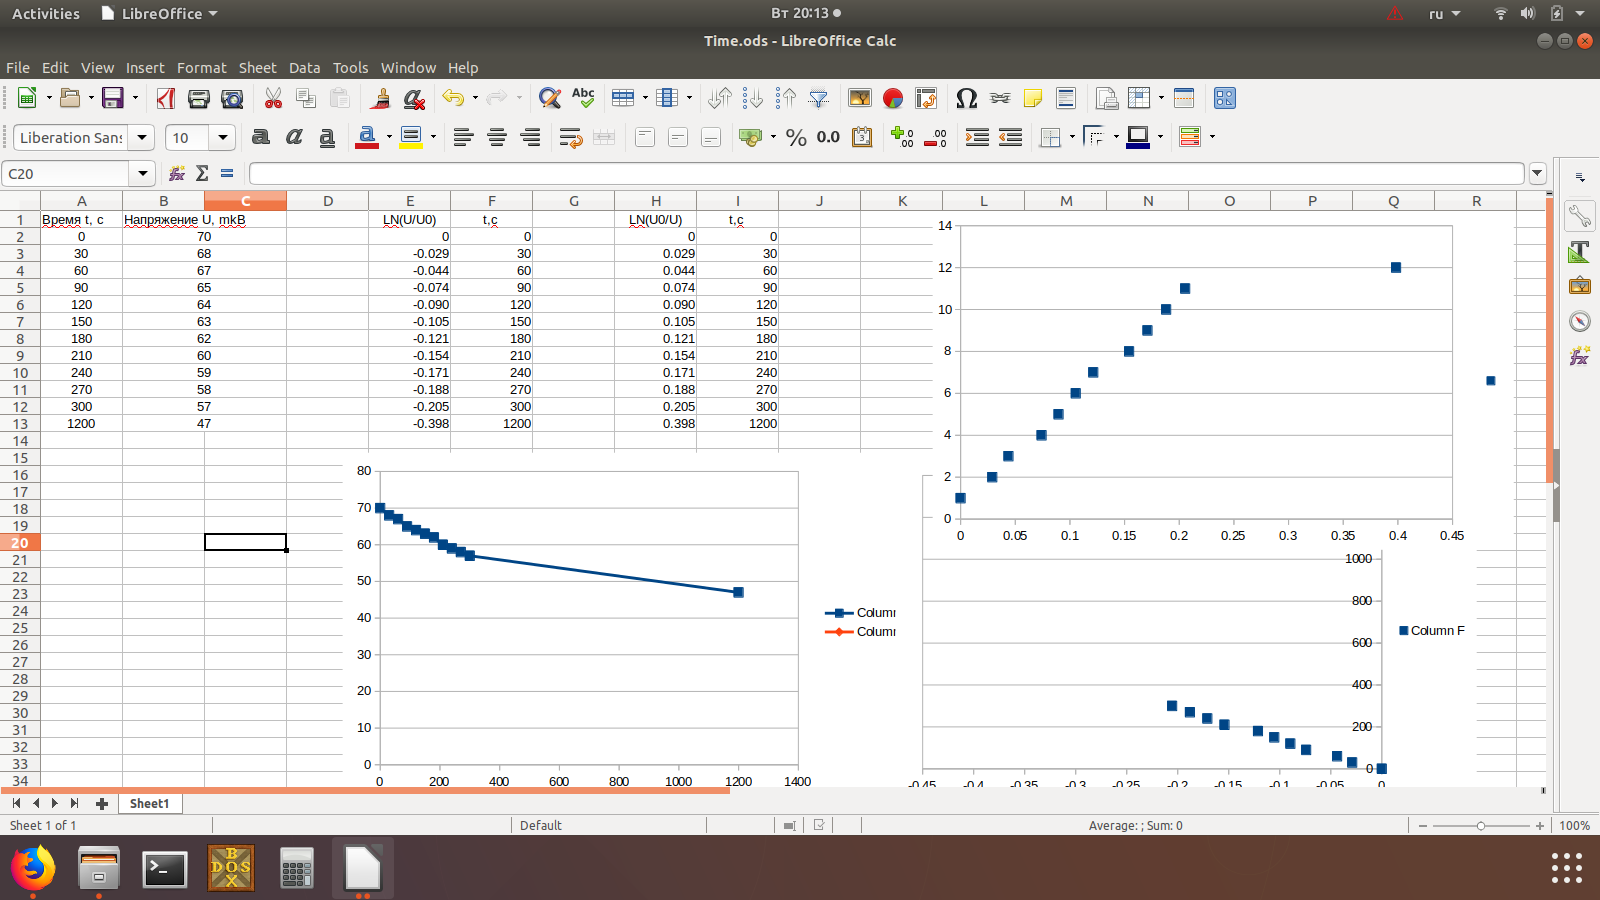 Activities LibreOffice Вт 20:13 ru
Time.ods - LibreOffice Calc
File Edit View Insert Format Sheet Data Tools Window Help
Abc
Liberation Sans 10 % 0.0
C20
A B C D E F G H I J K L M N O P Q R
1 Время t, c Напряжение U, mkB LN(U/U0) t,c LN(U0/U) t,c
2 0 70 0 0 0 0
3 30 68 -0.029 30 0.029 30
4 60 67 -0.044 60 0.044 60
5 90 65 -0.074 90 0.074 90
6 120 64 -0.090 120 0.090 120
7 150 63 -0.105 150 0.105 150
8 180 62 -0.121 180 0.121 180
9 210 60 -0.154 210 0.154 210
10 240 59 -0.171 240 0.171 240
11 270 58 -0.188 270 0.188 270
12 300 57 -0.205 300 0.205 300
13 1200 47 -0.398 1200 0.398 1200
14
15
16
17
18
19
20
21
22
23
24
25
26
27
28
29
30
31
32
33
34
14
12
10
8
6
4
2
0
0 0.05 0.1 0.15 0.2 0.25 0.3 0.35 0.4 0.45
80
70
60
50
40
30
20
10
0
0 200 400 600 800 1000 1200 1400
Column
Column
1000
800
600
400
200
0
-0.45 -0.4 -0.35 -0.3 -0.25 -0.2 -0.15 -0.1 -0.05 0
Column F
Sheet1
Sheet 1 of 1 Default Average: ; Sum: 0 100%
BOX
DOS